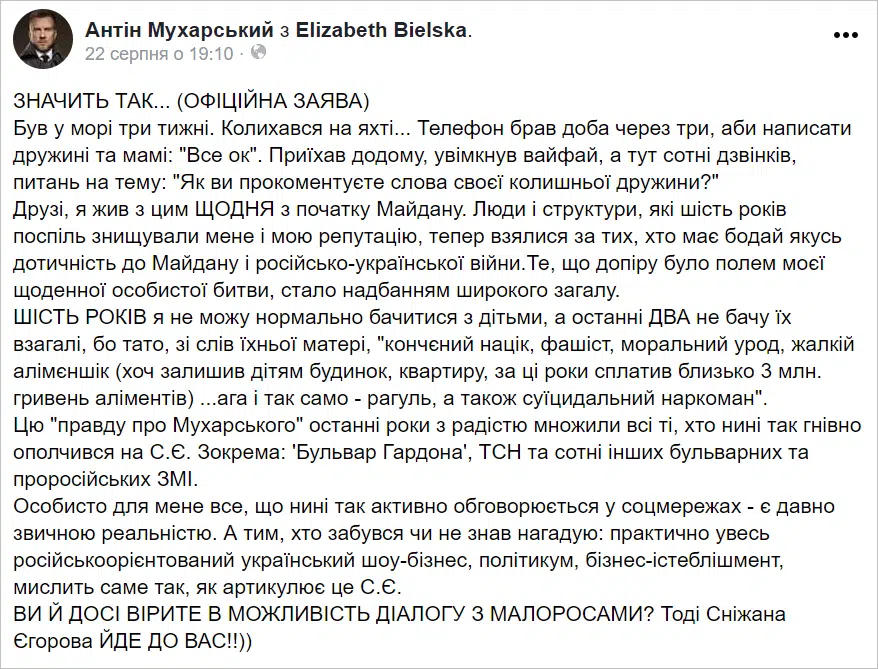 Антін Мухарський з Elizabeth Bielska.
22 серпня о 19:10 ·
ЗНАЧИТЬ ТАК... (ОФІЦІЙНА ЗАЯВА)
Був у морі три тижні. Колихався на яхті... Телефон брав доба через три, аби написати
дружині та мамі: "Все ок". Приїхав додому, увімкнув вайфай, а тут сотні дзвінків,
питань на тему: "Як ви прокоментуєте слова своєї колишньої дружини?"
Друзі, я жив з цим ЩОДНЯ з початку Майдану. Люди і структури, які шість років
поспіль знищували мене і мою репутацію, тепер взялися за тих, хто має бодай якусь
дотичність до Майдану і російсько-української війни.Те, що допіру було полем моєї
щоденної особистої битви, стало надбанням широкого загалу.
ШІСТЬ РОКІВ я не можу нормально бачитися з дітьми, а останні ДВА не бачу їх
взагалі, бо тато, зі слів їхньої матері, "кончєний націк, фашіст, моральний урод, жалкій
алімєншік (хоч залишив дітям будинок, квартиру, за ці роки сплатив близько 3 млн.
гривень аліментів) ...ага і так само - рагуль, а також суїцидальний наркоман".
Цю "правду про Мухарського" останні роки з радістю множили всі ті, хто нині так гнівно
ополчився на С.Є. Зокрема: 'Бульвар Гардона', ТСН та сотні інших бульварних та
проросійських ЗМІ.
Особисто для мене все, що нині так активно обговорюється у соцмережах - є давно
звичною реальністю. А тим, хто забувся чи не знав нагадую: практично увесь
російськоорієнтований український шоу-бізнес, політикум, бізнес-істеблішмент,
мислить саме так, як артикулює це С.Є.
ВИ Й ДОСІ ВІРИТЕ В МОЖЛИВІСТЬ ДІАЛОГУ З МАЛОРОСАМИ? Тоді Сніжана
Єгорова ЙДЕ ДО ВАС!!))